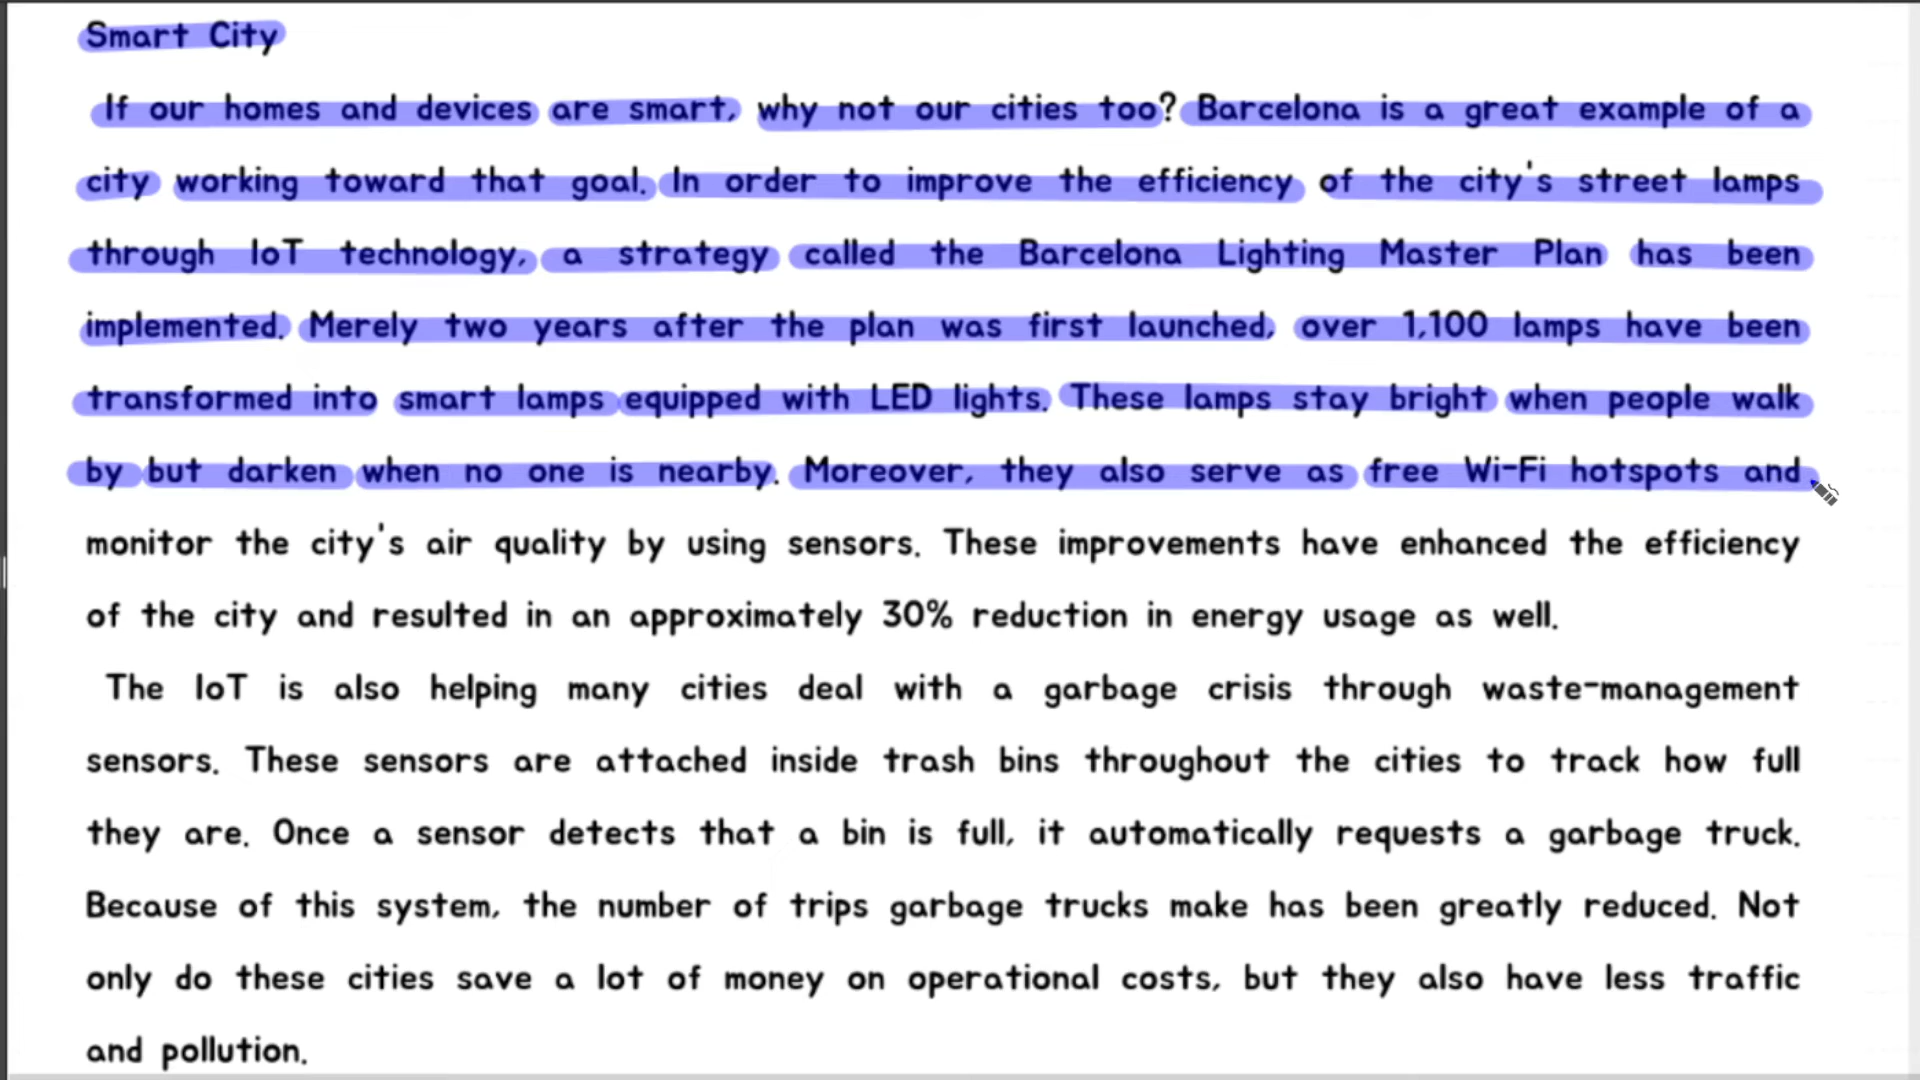 Smart City
If our homes and devices are smart, why not our cities too? Barcelona is a great example of a
city working toward that goal. In order to improve the efficiency of the city's street lamps
through IoT technology, a strategy called the Barcelona Lighting Master Plan has been
implemented. Merely two years after the plan was first launched, over 1,100 lamps have been
transformed into smart lamps equipped with LED lights. These lamps stay bright when people walk
by but darken when no one is nearby. Moreover, they also serve as free Wi-Fi hotspots and
monitor the city's air quality by using sensors. These improvements have enhanced the efficiency
of the city and resulted in an approximately 30% reduction in energy usage as well.
The IoT is also helping many cities deal with a garbage crisis through waste-management
sensors. These sensors are attached inside trash bins throughout the cities to track how full
they are. Once a sensor detects that a bin is full, it automatically requests a garbage truck.
Because of this system, the number of trips garbage trucks make has been greatly reduced. Not
only do these cities save a lot of money on operational costs, but they also have less traffic
and pollution.